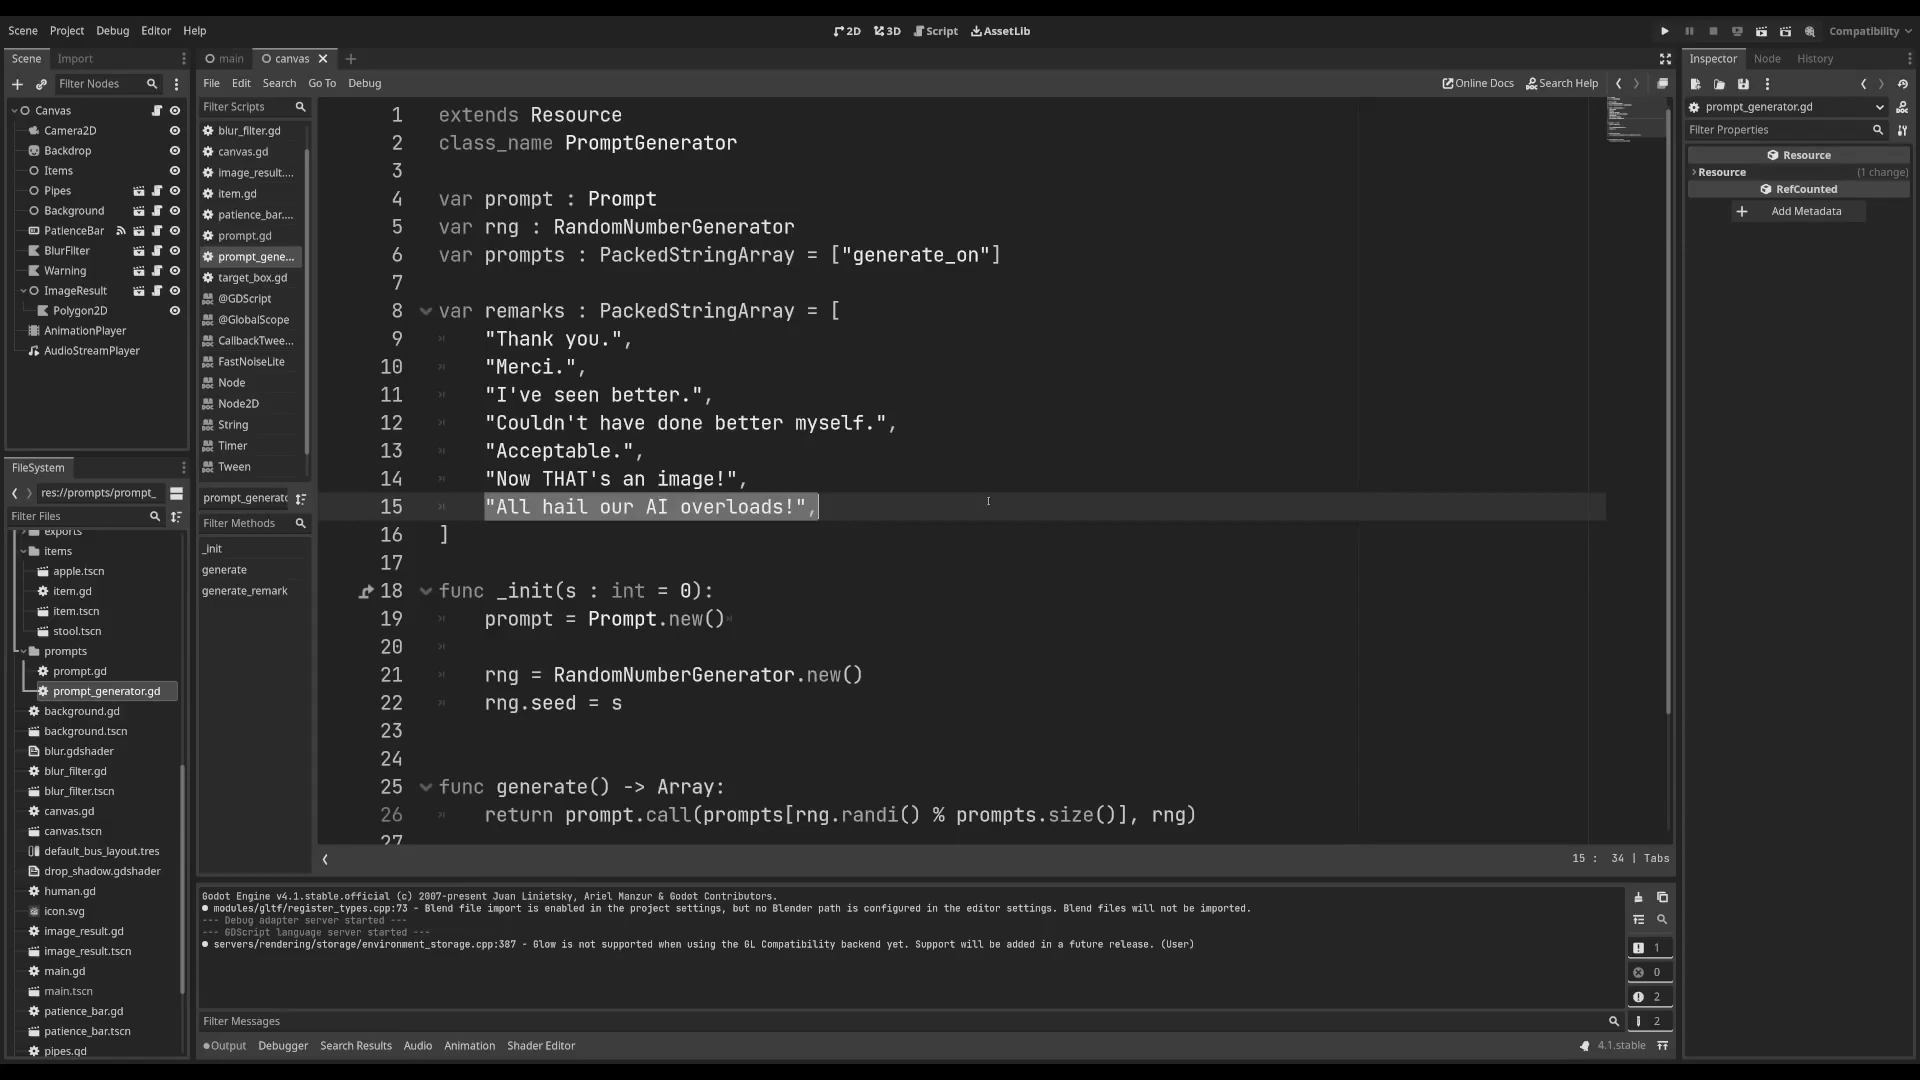 Scene Project Debug Editor Help
2D 3D Script AssetLib
Compatibility
Scene Import
Filter Nodes
Canvas
Camera2D
Backdrop
Items
Pipes
Background
PatienceBar
BlurFilter
Warning
ImageResult
Polygon2D
AnimationPlayer
AudioStreamPlayer
FileSystem
res://prompts/prompt_
Filter Files
exports
items
apple.tscn
item.gd
item.tscn
stool.tscn
prompts
prompt.gd
prompt_generator.gd
background.gd
background.tscn
blur.gdshader
blur_filter.gd
blur_filter.tscn
canvas.gd
canvas.tscn
default_bus_layout.tres
drop_shadow.gdshader
human.gd
icon.svg
image_result.gd
image_result.tscn
main.gd
main.tscn
patience_bar.gd
patience_bar.tscn
pipes.gd
main canvas
File Edit Search Go To Debug
Online Docs Search Help
Filter Scripts
blur_filter.gd
canvas.gd
image_result....
item.gd
patience_bar....
prompt.gd
prompt_gene...
target_box.gd
@GDScript
@GlobalScope
CallbackTwee...
FastNoiseLite
Node
Node2D
String
Timer
Tween
prompt_generato
Filter Methods
_init
generate
generate_remark
1 extends Resource
2 class_name PromptGenerator
3
4 var prompt : Prompt
5 var rng : RandomNumberGenerator
6 var prompts : PackedStringArray = ["generate_on"]
7
8 var remarks : PackedStringArray = [
9 "Thank you.",
10 "Merci.",
11 "I've seen better.",
12 "Couldn't have done better myself.",
13 "Acceptable.",
14 "Now THAT's an image!",
15 "All hail our AI overloads!",
16 ]
17
18 func _init(s : int = 0):
19 prompt = Prompt.new()
20
21 rng = RandomNumberGenerator.new()
22 rng.seed = s
23
24
25 func generate() -> Array:
26 return prompt.call(prompts[rng.randi() % prompts.size()], rng)
27
15 : 34 | Tabs
Godot Engine v4.1.stable.official (c) 2007-present Juan Linietsky, Ariel Manzur & Godot Contributors.
modules/gltf/register_types.cpp:73 - Blend file import is enabled in the project settings, but no Blender path is configured in the editor settings. Blend files will not be imported.
--- Debug adapter server started ---
--- GDScript language server started ---
servers/rendering/storage/environment_storage.cpp:387 - Glow is not supported when using the GL Compatibility backend yet. Support will be added in a future release. (User)
1
0
2
2
Filter Messages
Output Debugger Search Results Audio Animation Shader Editor
4.1.stable
Inspector Node History
prompt_generator.gd
Filter Properties
Resource
Resource (1 change)
RefCounted
Add Metadata